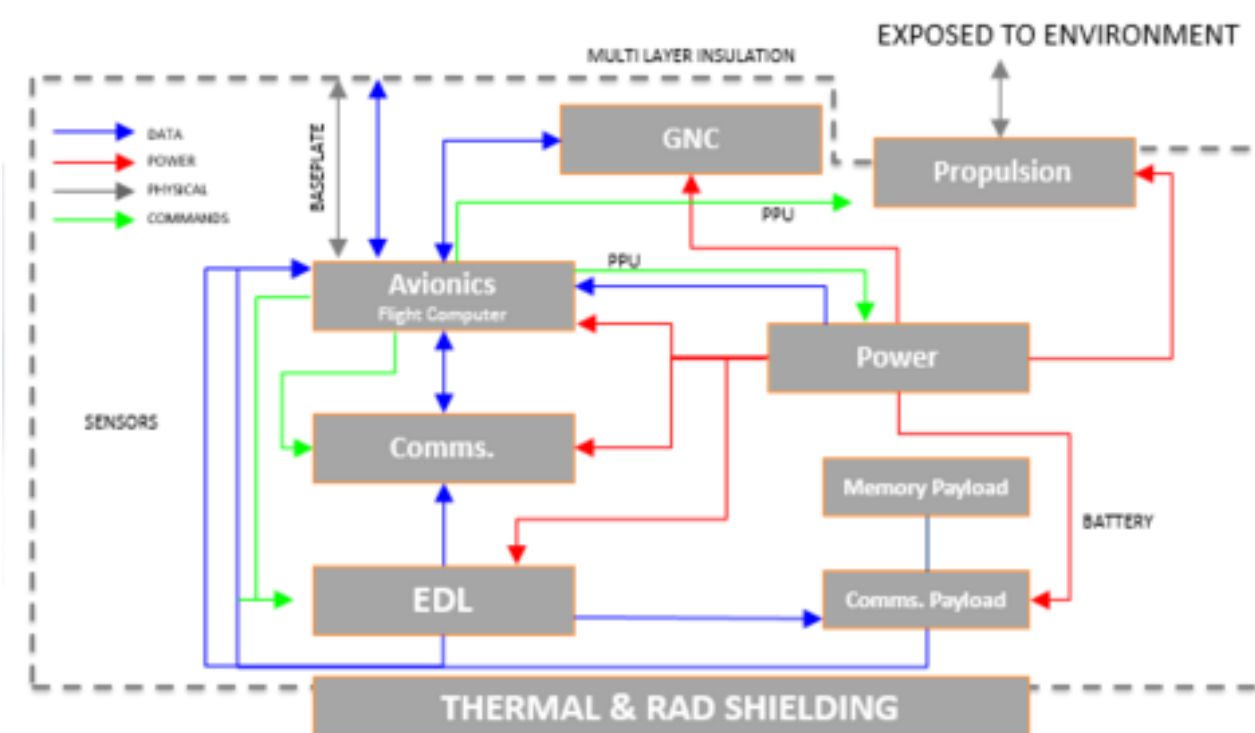 EXPOSED TO ENVIRONMENT
MULTI LAYER INSULATION
DATA
POWER
PHYSICAL
COMMANDS
BASEPLATE
GNC
Propulsion
PPU
PPU
Avionics
Flight Computer
Power
SENSORS
Comms.
Memory Payload
BATTERY
EDL
Comms. Payload
THERMAL & RAD SHIELDING